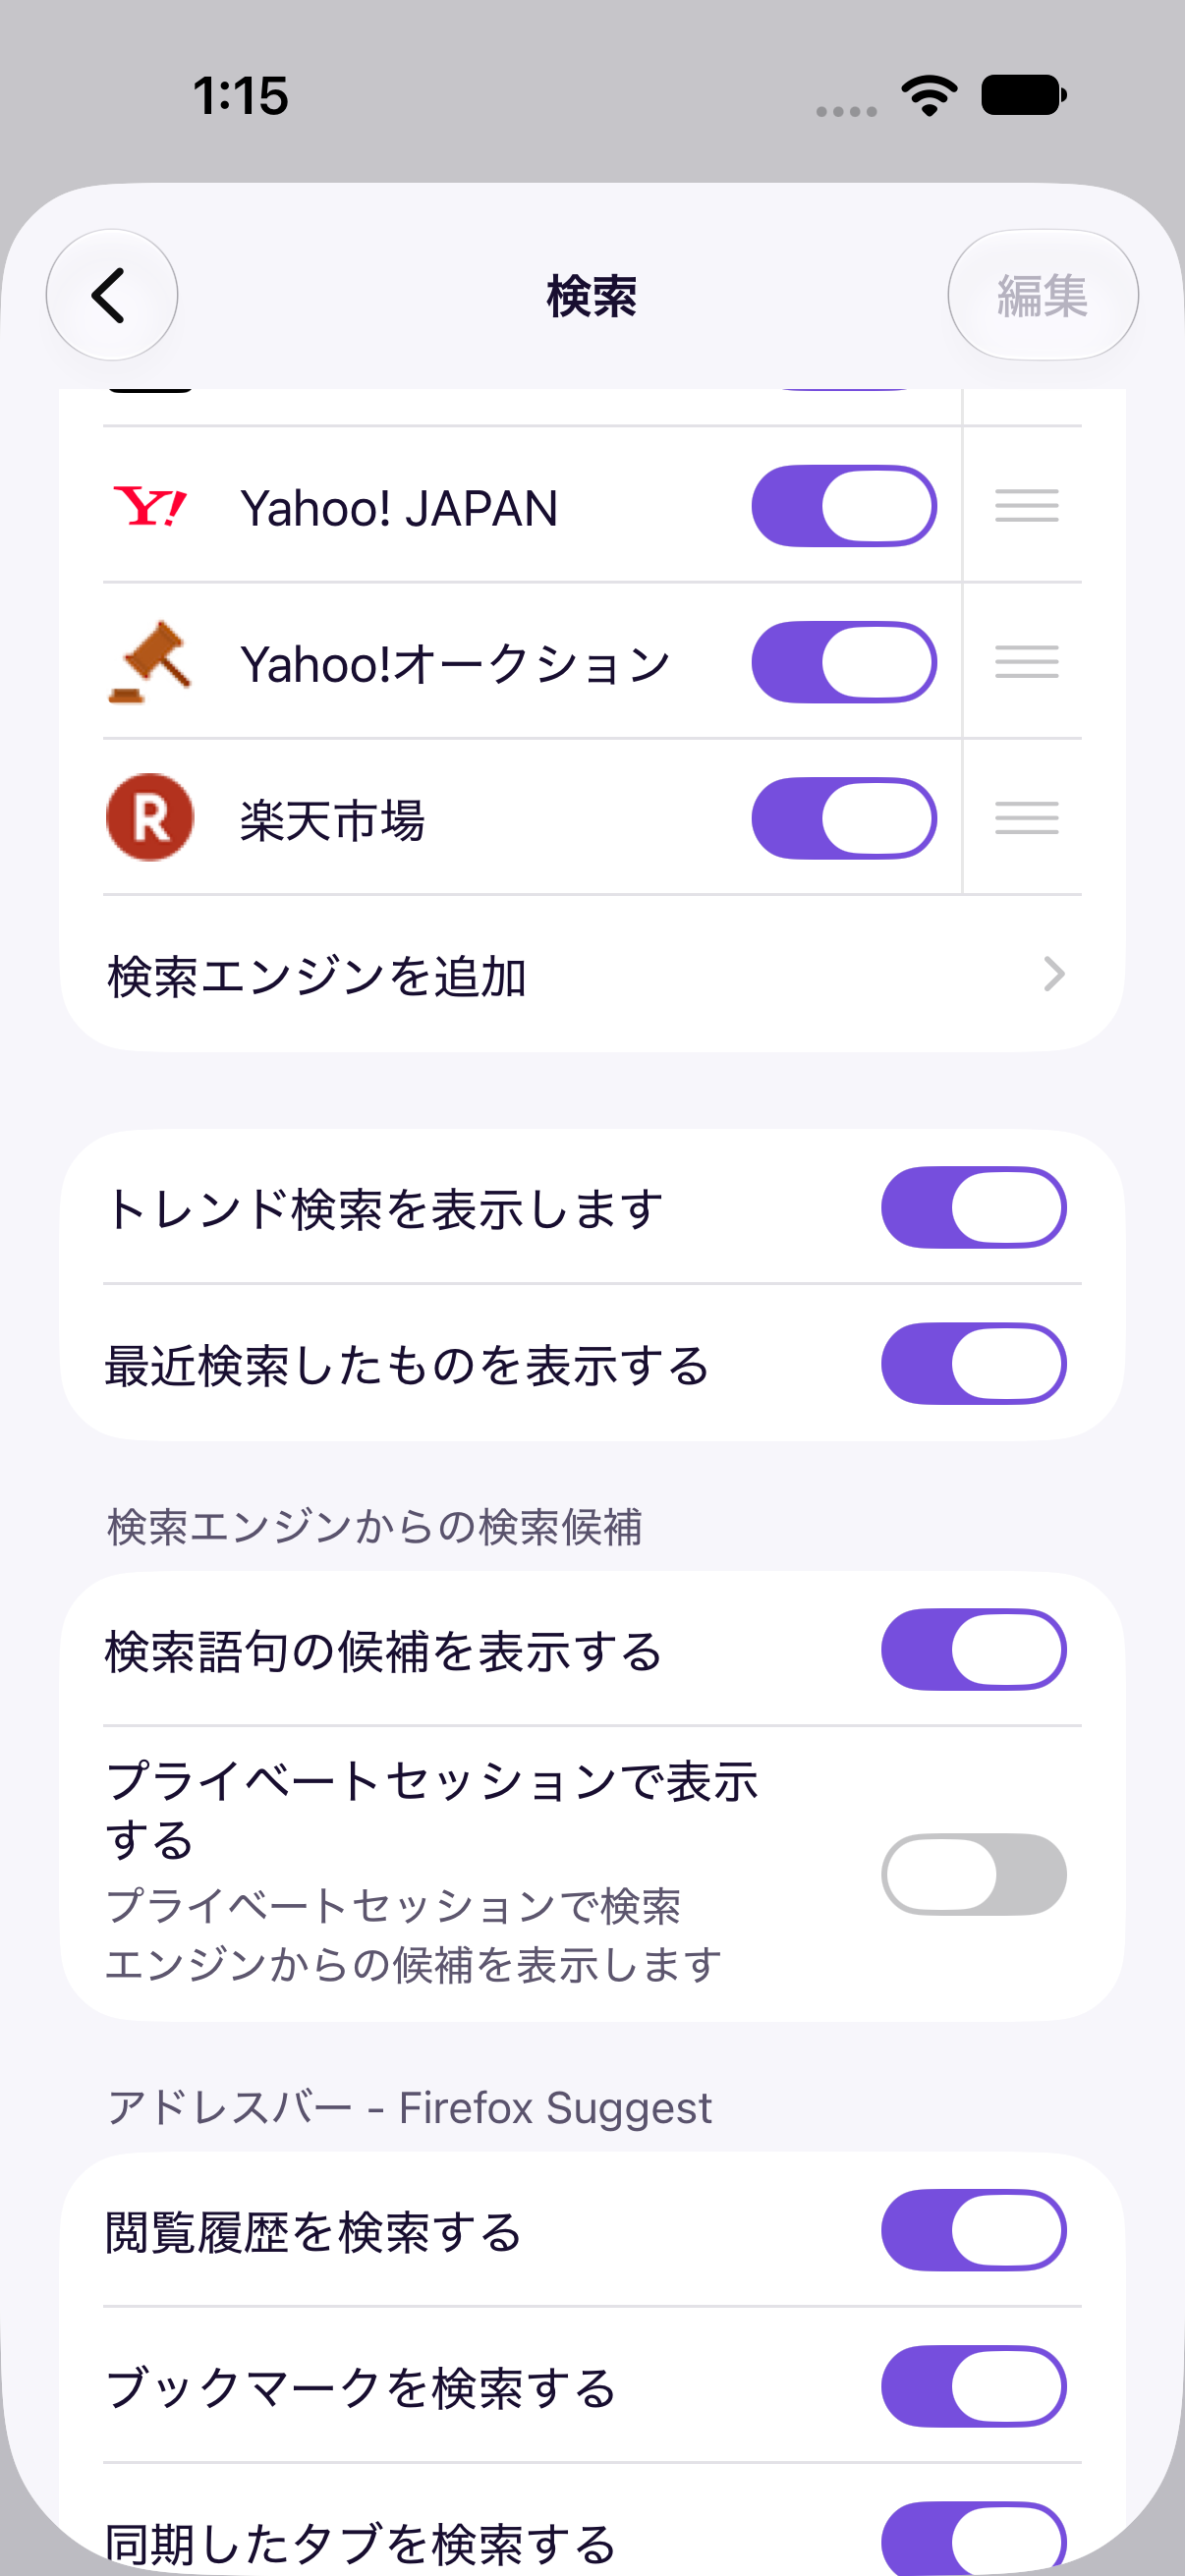 1:15
検索
編集
Yahoo! JAPAN
Yahoo!オークション
楽天市場
検索エンジンを追加
トレンド検索を表示します
最近検索したものを表示する
検索エンジンからの検索候補
検索語句の候補を表示する
プライベートセッションで表示
する
プライベートセッションで検索
エンジンからの候補を表示します
アドレスバー - Firefox Suggest
閲覧履歴を検索する
ブックマークを検索する
同期したタブを検索する